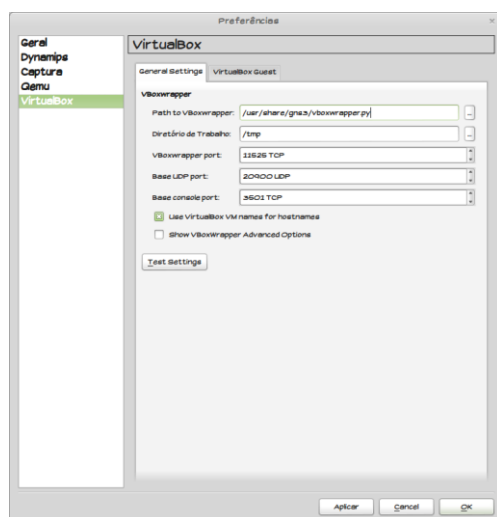 Preferências
Geral
Dynamips
Captura
Qemu
VirtualBox
VirtualBox
General Settings VirtualBox Guest
VBoxwrapper
Path to VBoxwrapper: /usr/share/gns3/vboxwrapper.py ...
Diretório de Trabalho: /tmp ...
VBoxwrapper port: 11525 TCP
Base UDP port: 20900 UDP
Base console port: 3501 TCP
Use VirtualBox VM names for hostnames
Show VBoxWrapper Advanced Options
Test Settings
Aplicar Cancel OK